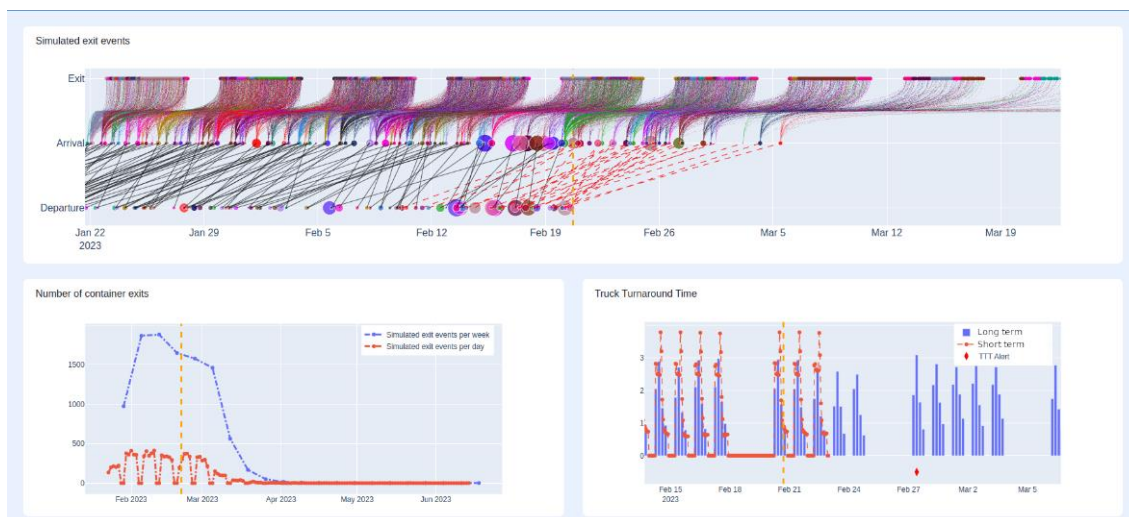 Simulated exit events
Exit
Arrival
Departure
Jan 22
2023
Jan 29
Feb 5
Feb 12
Feb 19
Feb 26
Mar 5
Mar 12
Mar 19
Number of container exits
Simulated exit events per week
Simulated exit events per day
1500
1000
500
0
Feb 2023
Mar 2023
Apr 2023
May 2023
Jun 2023
Truck Turnaround Time
Long term
Short term
TTT Alert
3
2
1
0
Feb 15
2023
Feb 18
Feb 21
Feb 24
Feb 27
Mar 2
Mar 5